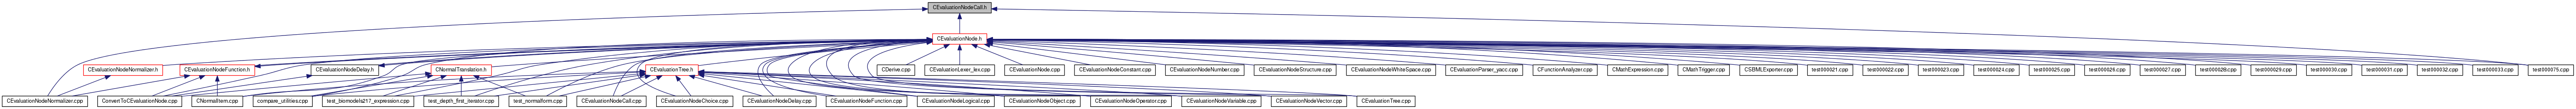 CEvaluationNodeCall.h
CEvaluationNode.h
CEvaluationNodeNormalizer.h
CEvaluationNodeFunction.h
CEvaluationNodeDelay.h
CNormalTranslation.h
CEvaluationTree.h
CDerive.cpp
CEvaluationLexer_lex.cpp
CEvaluationNode.cpp
CEvaluationNodeConstant.cpp
CEvaluationNodeNumber.cpp
CEvaluationNodeStructure.cpp
CEvaluationNodeWhiteSpace.cpp
CEvaluationParser_yacc.cpp
CFunctionAnalyzer.cpp
CMathExpression.cpp
CMathTrigger.cpp
CSBMLExporter.cpp
test000021.cpp
test000022.cpp
test000023.cpp
test000024.cpp
test000025.cpp
test000026.cpp
test000027.cpp
test000028.cpp
test000029.cpp
test000030.cpp
test000031.cpp
test000032.cpp
test000033.cpp
test000075.cpp
CEvaluationNodeNormalizer.cpp
ConvertToCEvaluationNode.cpp
CNormalItem.cpp
compare_utilities.cpp
test_biomodels217_expression.cpp
test_depth_first_iterator.cpp
test_normalform.cpp
CEvaluationNodeCall.cpp
CEvaluationNodeChoice.cpp
CEvaluationNodeDelay.cpp
CEvaluationNodeFunction.cpp
CEvaluationNodeLogical.cpp
CEvaluationNodeObject.cpp
CEvaluationNodeOperator.cpp
CEvaluationNodeVariable.cpp
CEvaluationNodeVector.cpp
CEvaluationTree.cpp